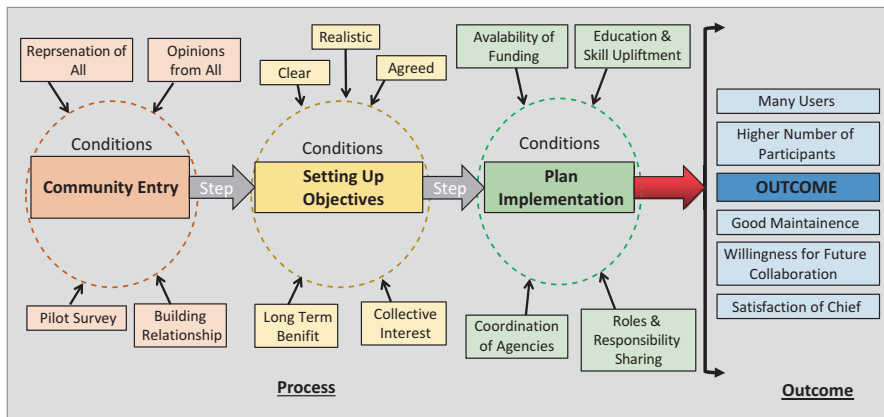 Reprsenation of
All
Opinions
from All
Conditions
Community Entry
Pilot Survey
Building
Relationship
Step
Realistic
Clear
Agreed
Conditions
Setting Up
Objectives
Long Term
Benifit
Collective
Interest
Step
Avalability of
Funding
Education &
Skill Upliftment
Conditions
Plan
Implementation
Coordination
of Agencies
Roles &
Responsibility
Sharing
Many Users
Higher Number of
Participants
OUTCOME
Good Maintainence
Willingness for Future
Collaboration
Satisfaction of Chief
Process
Outcome